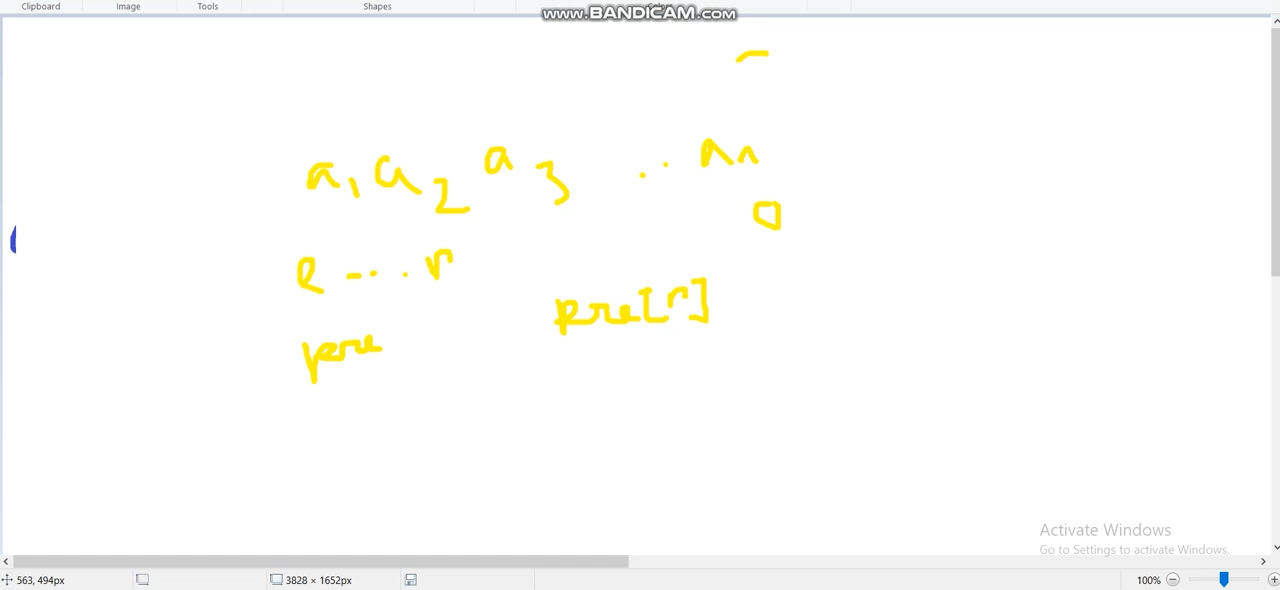 Clipboard Image Tools Shapes
www.BANDICAM.com
a₁ a₂ a₃ .. an
0
l --.. r
pre[r]
pre
Activate Windows
Go to Settings to activate Windows.
563, 494px 3828 × 1652px 100%